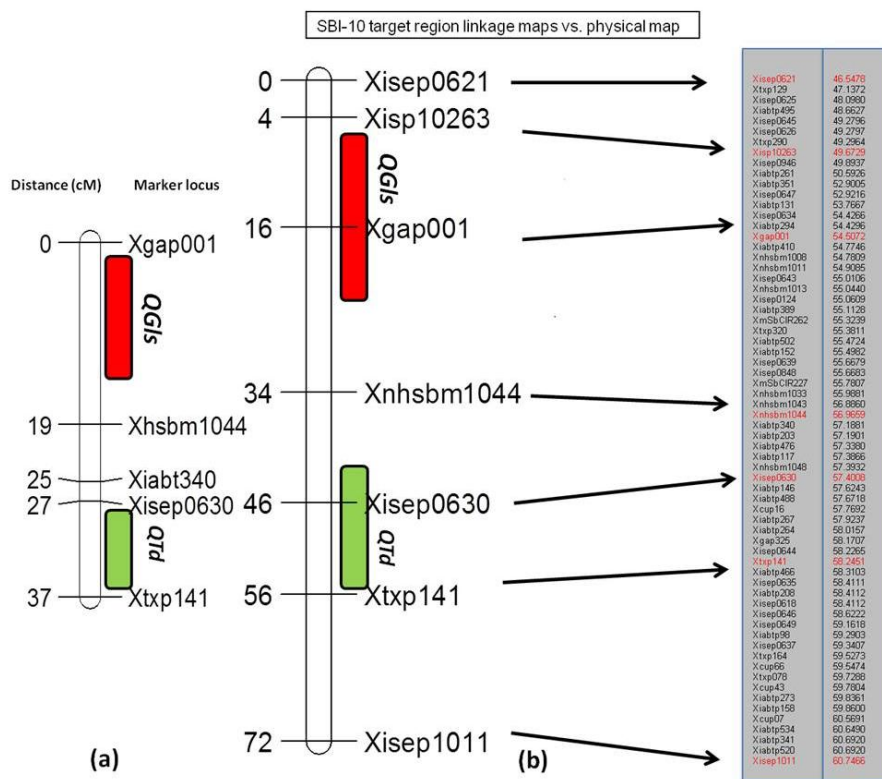 SBI-10 target region linkage maps vs. physical map
Distance (cM) Marker locus
0 Xgap001
QGls
19 Xhsbm1044
25 Xiabt340
27 Xisep0630
QTd
37 Xtxp141
(a)
0 Xisep0621
4 Xisp10263
QGls
16 Xgap001
34 Xnhsbm1044
46 Xisep0630
QTd
56 Xtxp141
72 Xisep1011
(b)
Xisep0621 46.5478
Xtxp129 47.1372
Xisep0625 48.0980
Xiabtp495 48.6627
Xisep0645 49.2796
Xisep0626 49.2797
Xtxp290 49.2964
Xisp10263 49.6729
Xisep0946 49.8937
Xiabtp261 50.5926
Xiabtp351 52.9005
Xisep0647 52.9216
Xiabtp131 53.7667
Xisep0634 54.4266
Xiabtp294 54.4296
Xgap001 54.5072
Xiabtp410 54.7746
Xnhsbm1008 54.7809
Xnhsbm1011 54.9085
Xisep0643 55.0106
Xnhsbm1013 55.0440
Xisep0124 55.0609
Xiabtp389 55.1128
XmSbCIR262 55.3239
Xtxp320 55.3811
Xiabtp502 55.4724
Xiabtp152 55.4982
Xisep0639 55.6679
Xisep0848 55.6683
XmSbCIR227 55.7807
Xnhsbm1033 55.9881
Xnhsbm1043 56.8860
Xnhsbm1044 56.9659
Xiabtp340 57.1881
Xiabtp203 57.1901
Xiabtp476 57.3380
Xiabtp117 57.3866
Xnhsbm1048 57.3932
Xisep0630 57.4008
Xiabtp146 57.6243
Xiabtp488 57.6718
Xcup16 57.7692
Xiabtp267 57.9237
Xiabtp264 58.0157
Xgap325 58.1707
Xisep0644 58.2265
Xtxp141 58.2451
Xiabtp466 58.3103
Xisep0635 58.4111
Xiabtp208 58.4112
Xisep0618 58.4112
Xisep0646 58.6222
Xisep0649 59.1618
Xiabtp98 59.2903
Xisep0637 59.3407
Xtxp164 59.5273
Xcup66 59.5474
Xtxp078 59.7288
Xcup43 59.7804
Xiabtp273 59.8361
Xiabtp158 59.8600
Xcup07 60.5691
Xiabtp534 60.6490
Xiabtp341 60.6920
Xiabtp520 60.6920
Xisep1011 60.7466